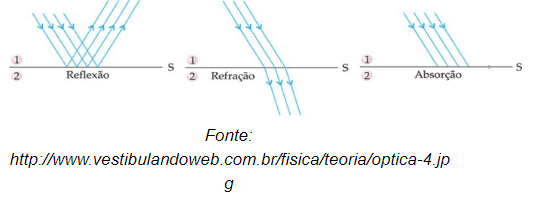 1
2
Reflexão
S
1
2
Refração
S
1
2
Absorção
S
Fonte:
http://www.vestibulandoweb.com.br/fisica/teoria/optica-4.jp
g